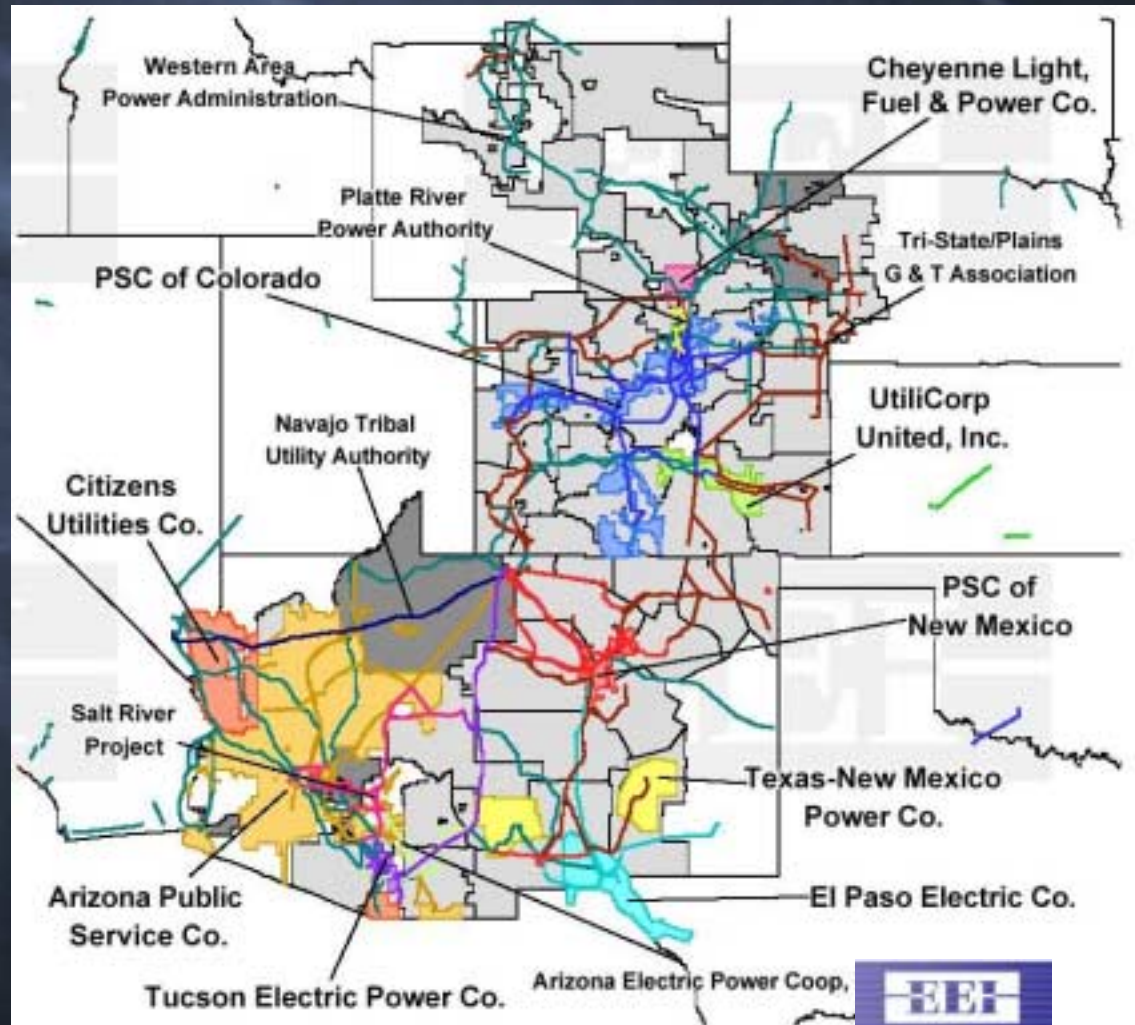 Western Area
Power Administration
Cheyenne Light,
Fuel & Power Co.
Platte River
Power Authority
Tri-State/Plains
G & T Association
PSC of Colorado
UtiliCorp
United, Inc.
Navajo Tribal
Utility Authority
Citizens
Utilities Co.
PSC of
New Mexico
Salt River
Project
Texas-New Mexico
Power Co.
Arizona Public
Service Co.
El Paso Electric Co.
Arizona Electric Power Coop,
Tucson Electric Power Co.
EEI